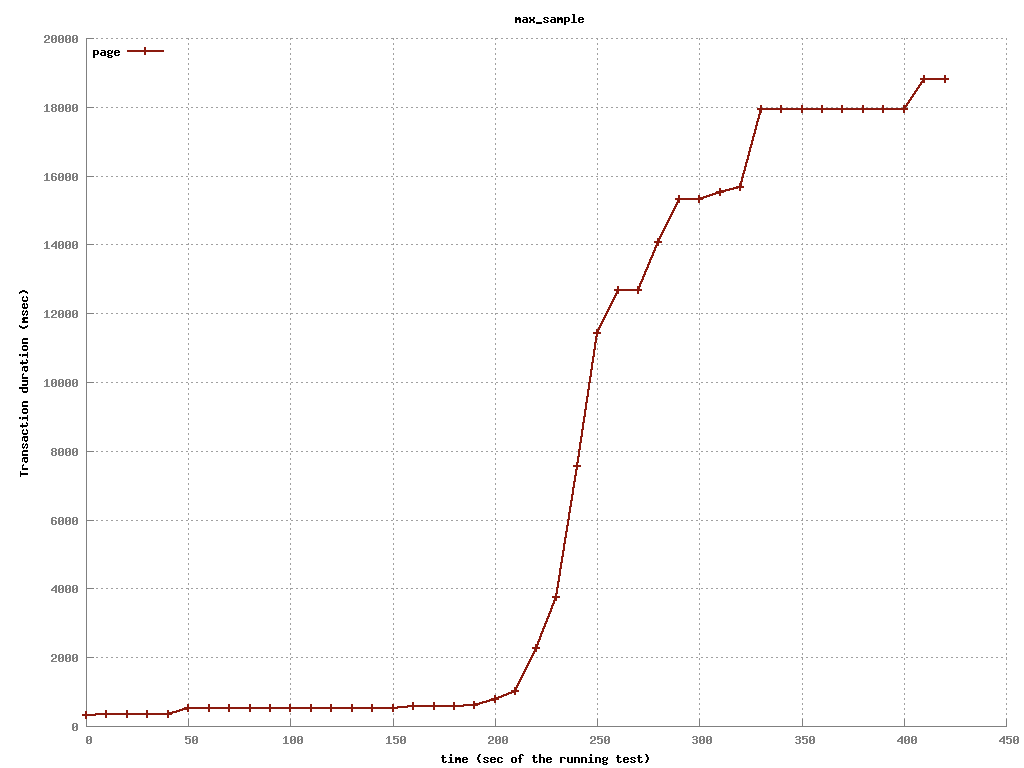 max_sample
page
20000
18000
16000
14000
12000
10000
8000
6000
4000
2000
0
Transaction duration (msec)
0 50 100 150 200 250 300 350 400 450
time (sec of the running test)